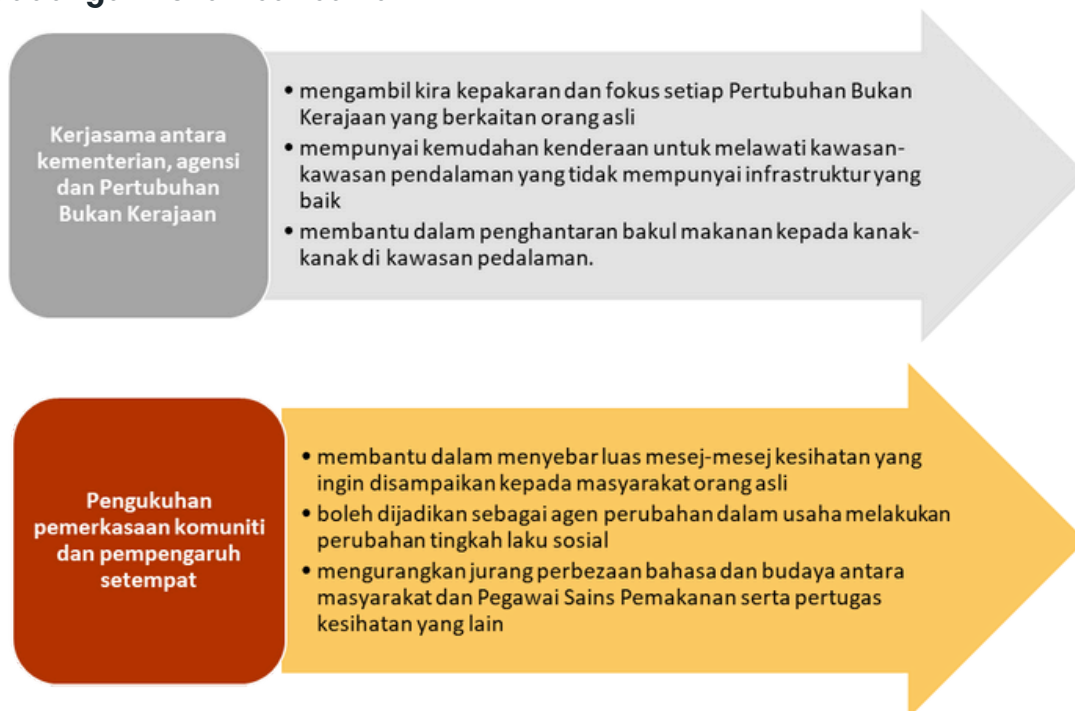 Kerjasama antara
kementerian, agensi
dan Pertubuhan
Bukan Kerajaan
• mengambil kira kepakaran dan fokus setiap Pertubuhan Bukan
Kerajaan yang berkaitan orang asli
• mempunyai kemudahan kenderaan untuk melawati kawasan-
kawasan pendalaman yang tidak mempunyai infrastruktur yang
baik
• membantu dalam penghantaran bakul makanan kepada kanak-
kanak di kawasan pedalaman.
Pengukuhan
pemerkasaan komuniti
dan pempengaruh
setempat
• membantu dalam menyebar luas mesej-mesej kesihatan yang
ingin disampaikan kepada masyarakat orang asli
• boleh dijadikan sebagai agen perubahan dalam usaha melakukan
perubahan tingkah laku sosial
• mengurangkan jurang perbezaan bahasa dan budaya antara
masyarakat dan Pegawai Sains Pemakanan serta pertugas
kesihatan yang lain